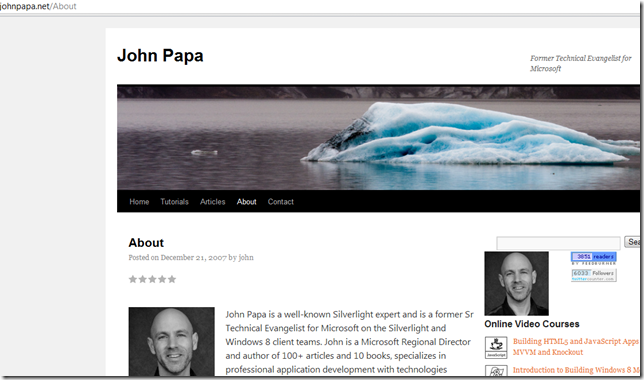 johnpapa.net/About
John Papa
Former Technical Evangelist for
Microsoft
Home Tutorials Articles About Contact
About
Posted on December 21, 2007 by john
John Papa is a well-known Silverlight expert and is a former Sr
Technical Evangelist for Microsoft on the Silverlight and
Windows 8 client teams. John is a Microsoft Regional Director
and author of 100+ articles and 10 books, specializes in
professional application development with technologies
Sea
3851 readers
BY FEEDBURNER
6033 followers
Online Video Courses
JavaScript
Building HTML5 and JavaScript Apps
MVVM and Knockout
Introduction to Building Windows 8 M